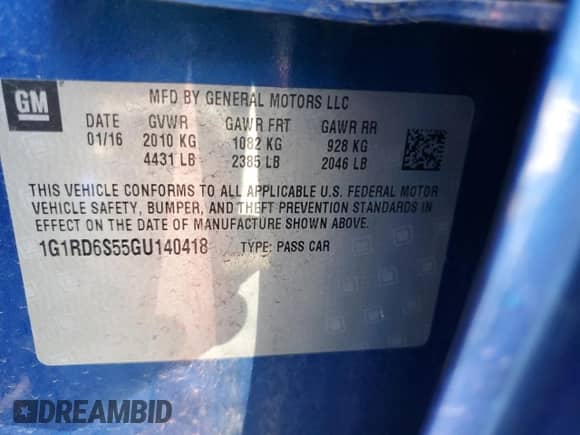 GM
MFD BY GENERAL MOTORS LLC
DATE GVWR GAWR FRT GAWR RR
01/16 2010 KG 1082 KG 928 KG
4431 LB 2385 LB 2046 LB
THIS VEHICLE CONFORMS TO ALL APPLICABLE U.S. FEDERAL MOTOR
VEHICLE SAFETY, BUMPER, AND THEFT PREVENTION STANDARDS IN
EFFECT ON THE DATE OF MANUFACTURE SHOWN ABOVE.
1G1RD6S55GU140418 TYPE: PASS CAR
DREAMBID